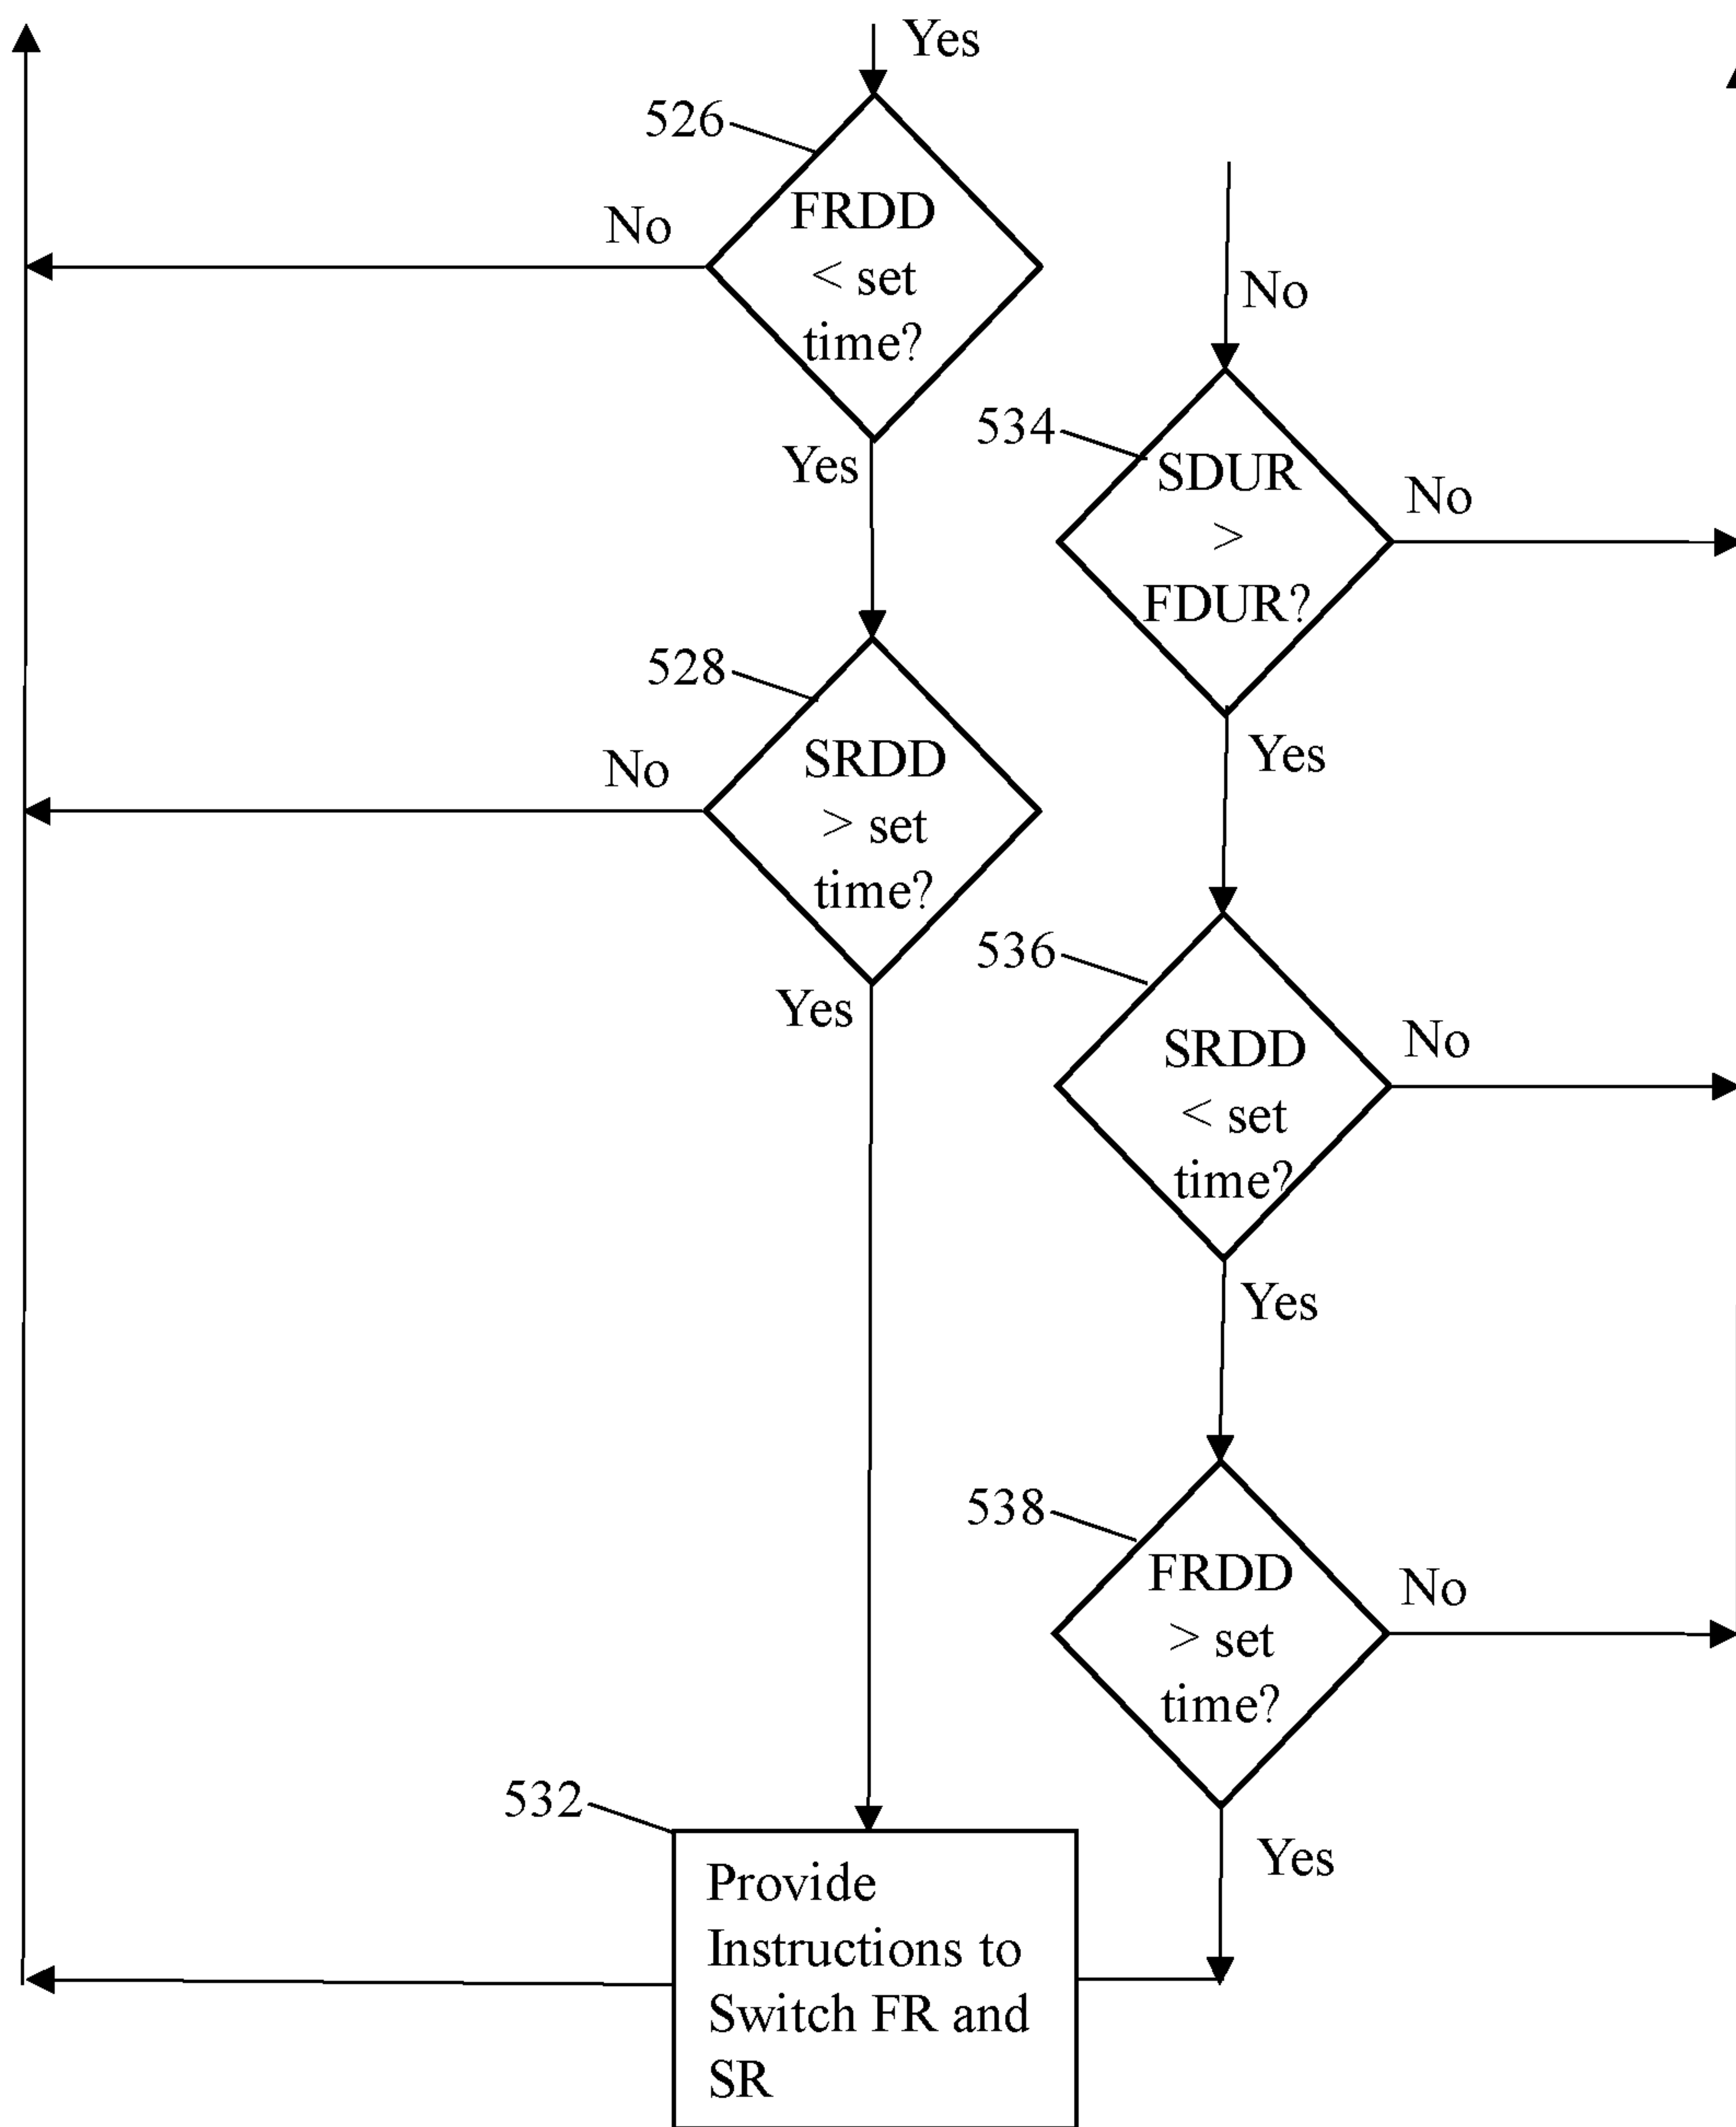 Yes
526
FRDD
< set
time?
No
No
Yes
534
SDUR
>
FDUR?
No
528
SRDD
> set
time?
No
Yes
Yes
536
SRDD
< set
time?
No
Yes
538
FRDD
> set
time?
No
Yes
532
Provide
Instructions to
Switch FR and
SR